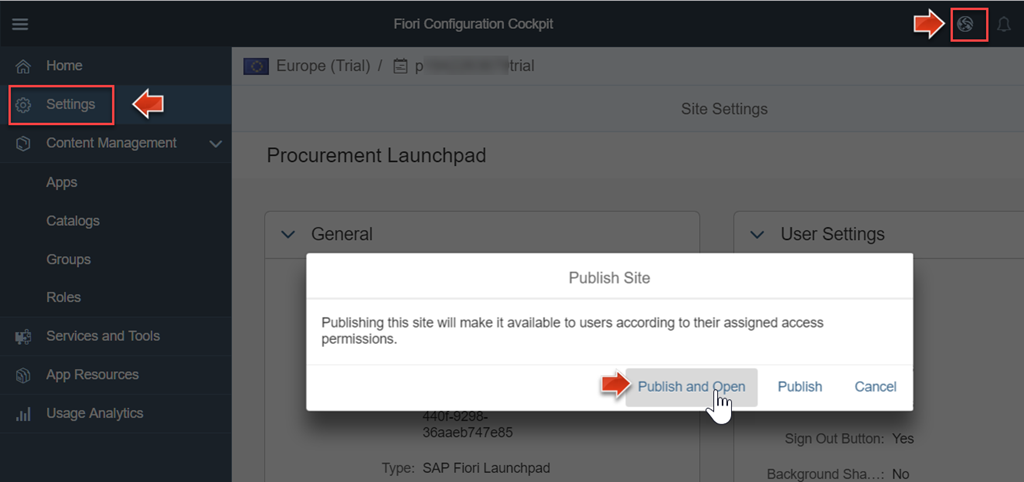 Fiori Configuration Cockpit
Home
Europe (Trial) / trial
Settings
Site Settings
Content Management
Procurement Launchpad
Apps
Catalogs
General
User Settings
Groups
Publish Site
Roles
Publishing this site will make it available to users according to their assigned access
permissions.
Services and Tools
App Resources
Publish and Open
Publish
Cancel
Usage Analytics
440f-9298-
36aaeb747e85
Sign Out Button: Yes
Type: SAP Fiori Launchpad
Background Sha...: No